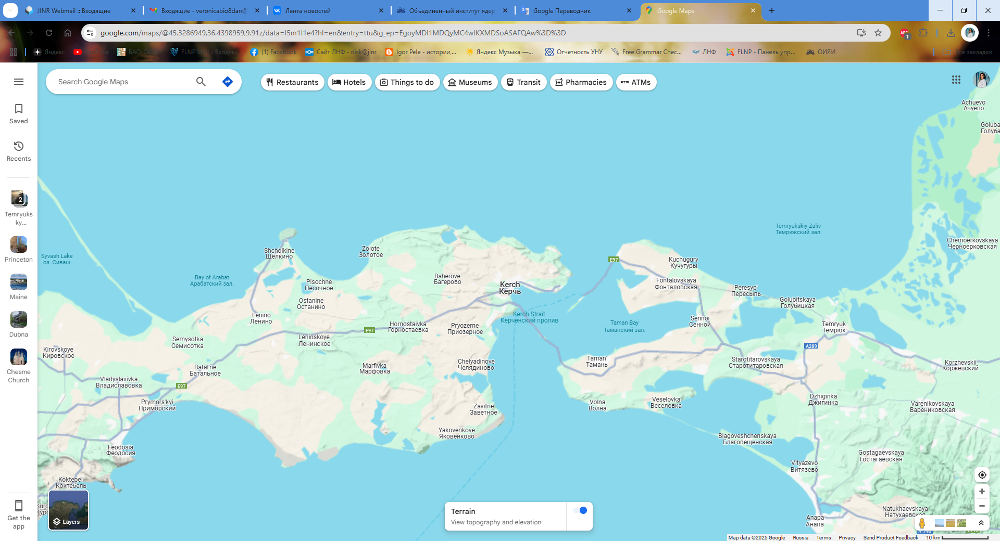 JINR Webmail :: Входящие
Входящие - veronicabio8dan@
Лента новостей
Объединенный институт ядер
Google Переводчик
Google Maps
google.com/maps/@45.3286949,36.4398959,9.91z/data=!5m1!1e4?hl=en&entry=ttu&g_ep=EgoyMDI1MDQyMC4wIKXMDSoASAFQAw%3D%3D
1
Яндекс
YouTube
FLNP Mail :: Входящ...
(1) Facebook
Сайт ЛНФ - disk@jinr
Igor Pele - истории,...
Яндекс Музыка —...
Отчетность УНУ
Free Grammar Chec...
ЛНФ
FLNP - Панель упр...
ОИЯИ
Все закладки
Search Google Maps
Restaurants
Hotels
Things to do
Museums
Transit
Pharmacies
ATM
ATMs
Saved
Recents
2
Temryuks
ky...
Princeton
Maine
Dubna
Chesme
Church
Get the
app
Achuevo
Ачуево
Goluba
Голуба
Temryukskiy Zaliv
Темрюкский зал.
Chernoerkovskaya
Черноерковская
Shcholkine
Щёлкино
Zolote
Золотое
Syvash Lake
оз. Сиваш
E97
Kuchugury
Кучугуры
Bay of Arabat
Арабатский зал.
Pisochne
Песочное
Baherove
Багерово
Kerch
Керчь
Fontalovskaya
Фонталовская
Peresyp'
Пересыпь
Ostanine
Останино
Golubitskaya
Голубицкая
Lenino
Ленино
Kerch Strait
Керченский пролив
Sennoi
Сенной
Hornostaivka
Горностаевка
E97
Pryozerne
Приозерное
Taman Bay
Таманский зал.
Temryuk
Темрюк
Semysotka
Семисотка
Leninskoye
Ленинское
A289
Kirovskoye
Кировское
Chelyadinove
Челядиново
Taman'
Тамань
Starotitarovskaya
Старотитаровская
Korzhevskii
Коржевский
Batal'ne
Батальное
Marfivka
Марфовка
Vladyslavivka
Владиславовка
E97
Prymors'kyi
Приморский
Zavitne
Заветное
Volna
Волна
Veselovka
Веселовка
Dzhiginka
Джигинка
Varenikovskaya
Варениковская
Yakovenkove
Яковенково
Blagoveshchenskaya
Благовещенская
Feodosia
Феодосия
Gostagaevskaya
Гостагаевская
Vityazevo
Витязево
Koktebel'
Коктебель
Natukhaevskaya
Натухаевская
Anapa
Анапа
A-290
Layers
Terrain
View topography and elevation
Map data ©2025 Google
Russia
Terms
Privacy
Send Product Feedback
10 km